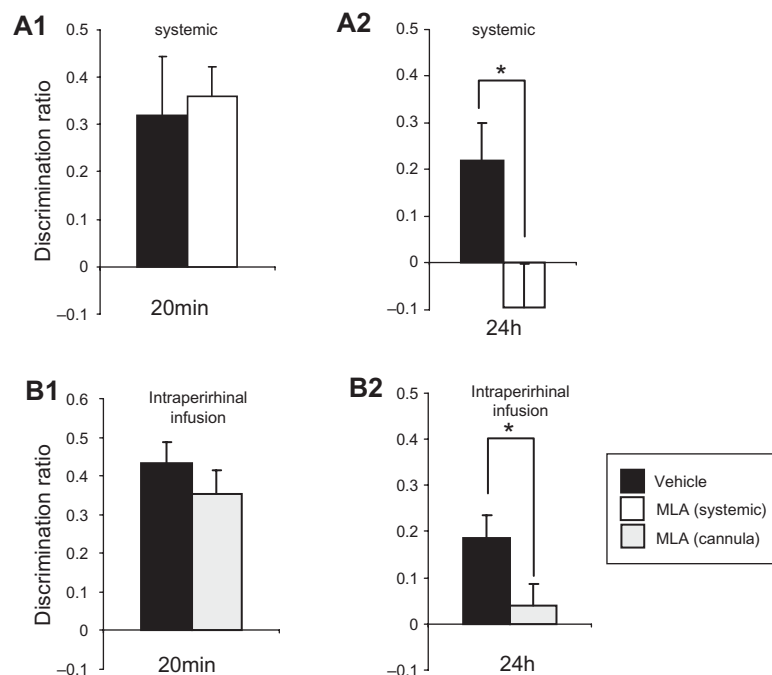 A1
systemic
Discrimination ratio
0.5
0.4
0.3
0.2
0.1
0
–0.1
20min
A2
systemic
0.5
0.4
0.3
0.2
0.1
0
–0.1
*
24h
B1
Intraperirhinal
infusion
Discrimination ratio
0.6
0.5
0.4
0.3
0.2
0.1
0
–0.1
20min
B2
Intraperirhinal
infusion
0.5
0.4
0.3
0.2
0.1
0
–0.1
*
24h
Vehicle
MLA (systemic)
MLA (cannula)